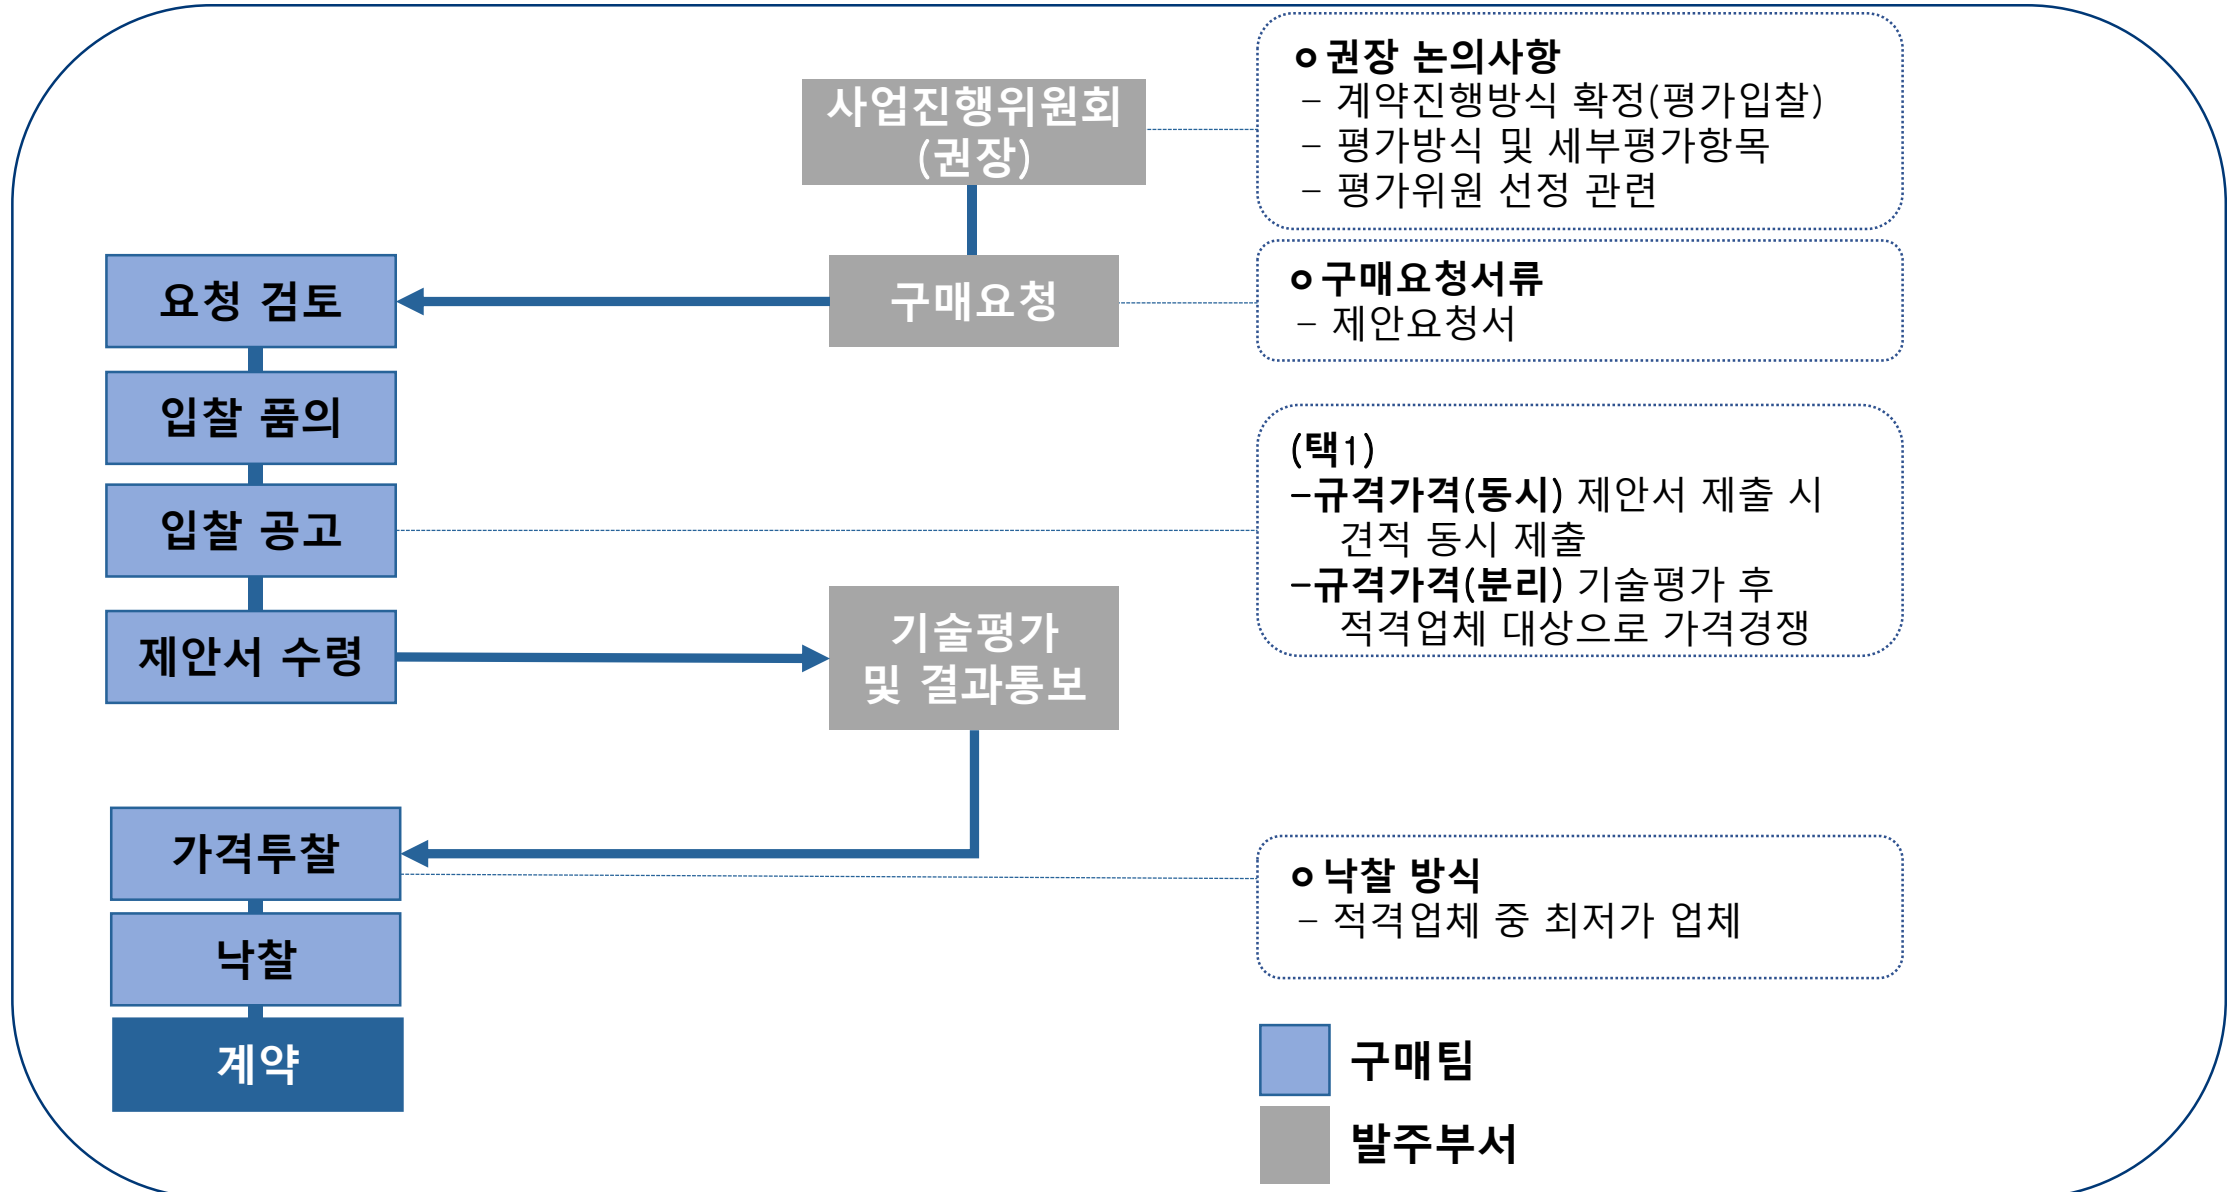 사업진행위원회
(권장)
ㅇ권장 논의사항
- 계약진행방식 확정(평가입찰)
- 평가방식 및 세부평가항목
- 평가위원 선정 관련
요청 검토
구매요청
ㅇ구매요청서류
- 제안요청서
입찰 품의
입찰 공고
(택1)
-규격가격(동시) 제안서 제출 시
견적 동시 제출
-규격가격(분리) 기술평가 후
적격업체 대상으로 가격경쟁
제안서 수령
기술평가
및 결과통보
가격투찰
ㅇ낙찰 방식
- 적격업체 중 최저가 업체
낙찰
계약
구매팀
발주부서